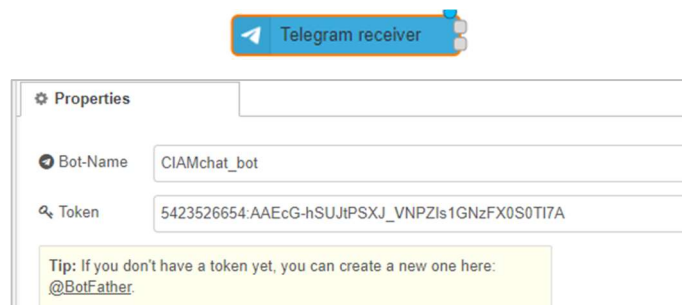 Telegram receiver
Properties
Bot-Name
CIAMchat_bot
Token
5423526654:AAEcG-hSUJtPSXJ_VNPZIs1GNzFX0S0TI7A
Tip: If you don't have a token yet, you can create a new one here:
@BotFather.